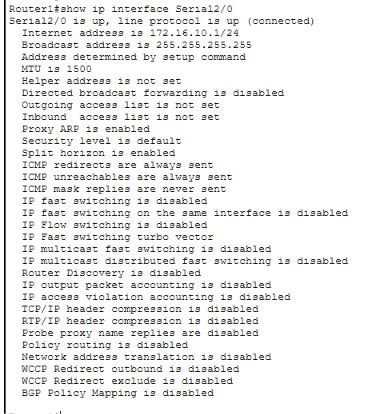 Router1#show ip interface Serial2/0
Serial2/0 is up, line protocol is up (connected)
Internet address is 172.16.10.1/24
Broadcast address is 255.255.255.255
Address determined by setup command
MTU is 1500
Helper address is not set
Directed broadcast forwarding is disabled
Outgoing access list is not set
Inbound  access list is not set
Proxy ARP is enabled
Security level is default
Split horizon is enabled
ICMP redirects are always sent
ICMP unreachables are always sent
ICMP mask replies are never sent
IP fast switching is disabled
IP fast switching on the same interface is disabled
IP Flow switching is disabled
IP Fast switching turbo vector
IP multicast fast switching is disabled
IP multicast distributed fast switching is disabled
Router Discovery is disabled
IP output packet accounting is disabled
IP access violation accounting is disabled
TCP/IP header compression is disabled
RTP/IP header compression is disabled
Probe proxy name replies are disabled
Policy routing is disabled
Network address translation is disabled
WCCP Redirect outbound is disabled
WCCP Redirect exclude is disabled
BGP Policy Mapping is disabled